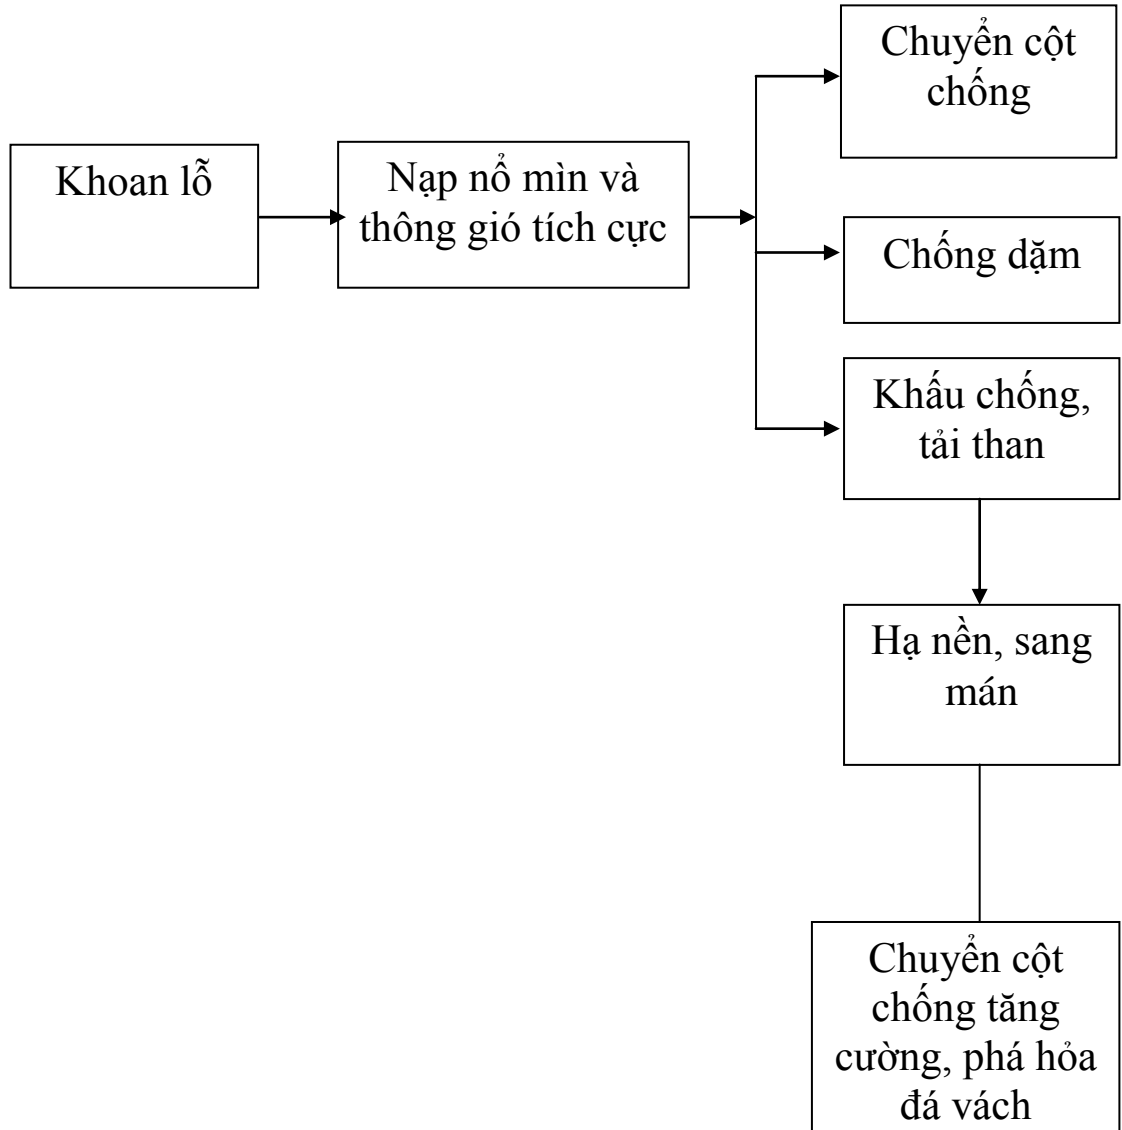 Khoan lỗ
Nạp nổ mìn và
thông gió tích cực
Chuyển cột
chống
Chống dặm
Khấu chống,
tải than
Hạ nền, sang
mán
Chuyển cột
chống tăng
cường, phá hỏa
đá vách